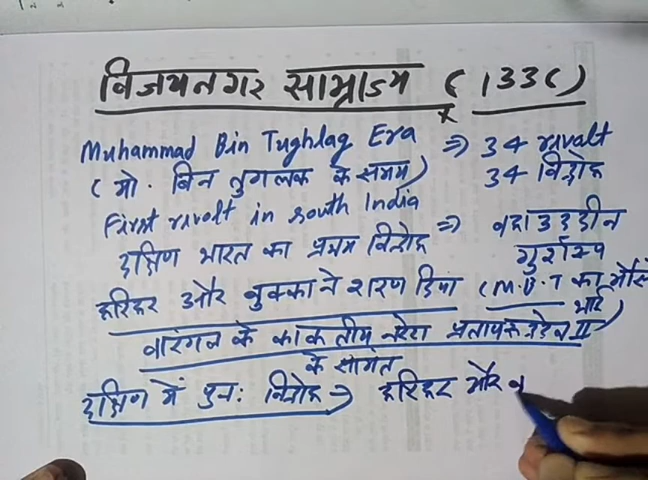 विजयनगर साम्राज्य (1336)
Muhammad Bin Tughlaq Era ⇒ 34 revolt
(मो. बिन तुगलक के समय) 34 विद्रोह
First revolt in south India
दक्षिण भारत का प्रथम विद्रोह ⇒ बहाउद्दीन
गुर्शास्प
हरिहर और बुक्का ने शरण दिया (M.B.T का मौसेरा
भाई)
वारंगल के काकतीय नरेश प्रतापरूद्रदेव II
के सामंत
दक्षिण में पुनः विद्रोह → हरिहर और ब